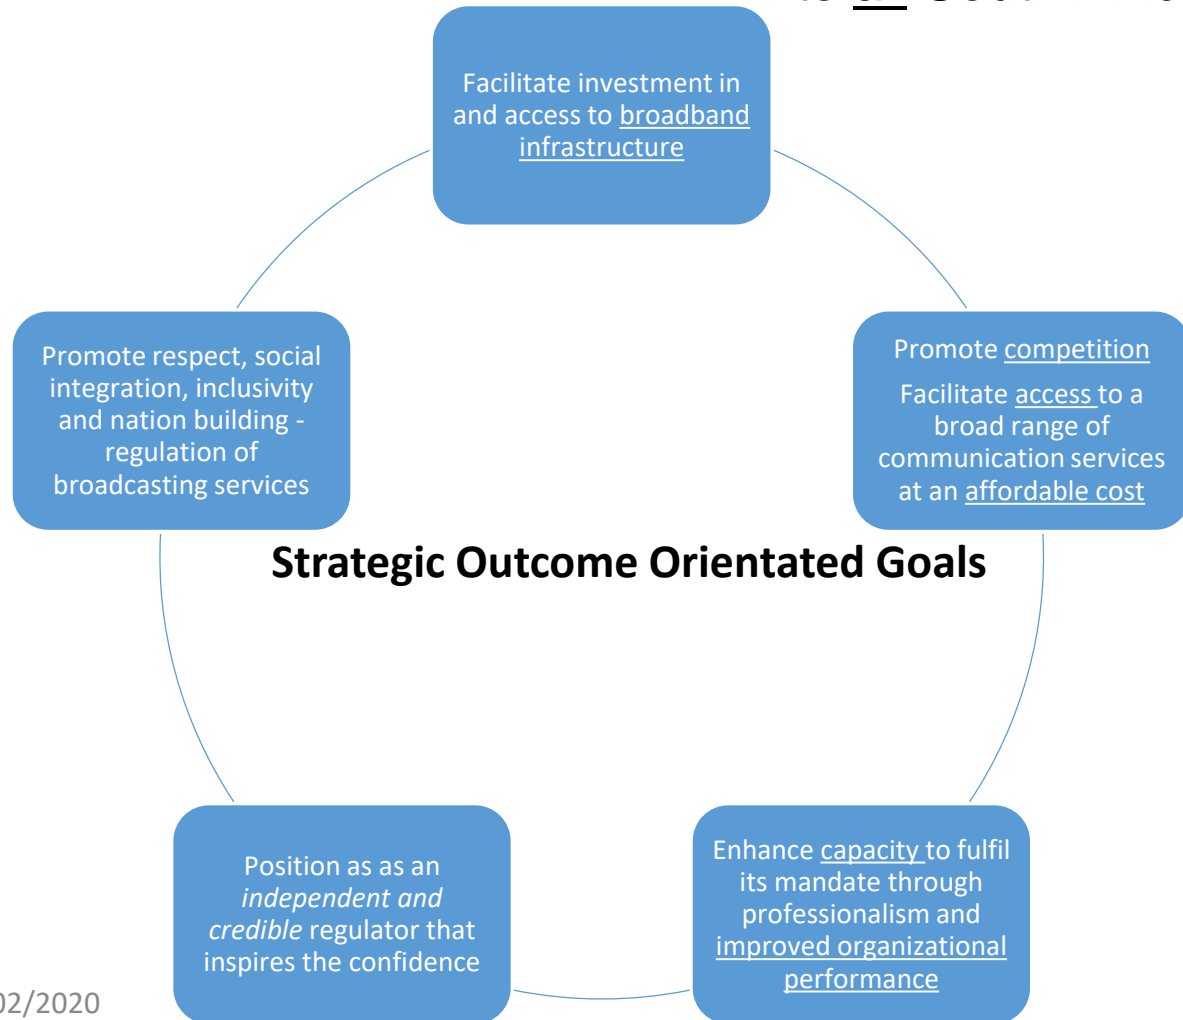 Facilitate investment in
and access to broadband
infrastructure
Promote respect, social
integration, inclusivity
and nation building -
regulation of
broadcasting services
Promote competition
Facilitate access to a
broad range of
communication services
at an affordable cost
Strategic Outcome Orientated Goals
Position as as an
independent and
credible regulator that
inspires the confidence
Enhance capacity to fulfil
its mandate through
professionalism and
improved organizational
performance
02/2020